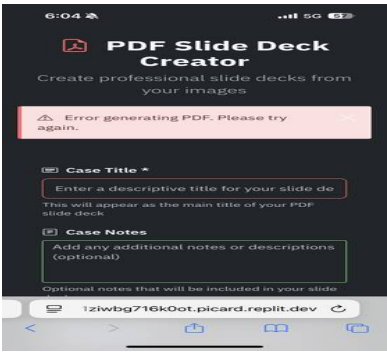 6:04
5G
PDF Slide Deck
Creator
Create professional slide decks from
your images
Error generating PDF. Please try
again.
Case Title *
Enter a descriptive title for your slide de
This will appear as the main title of your PDF
slide deck
Case Notes
Add any additional notes or descriptions
(optional)
Optional notes that will be included in your slide
1ziwbg716k0ot.picard.replit.dev